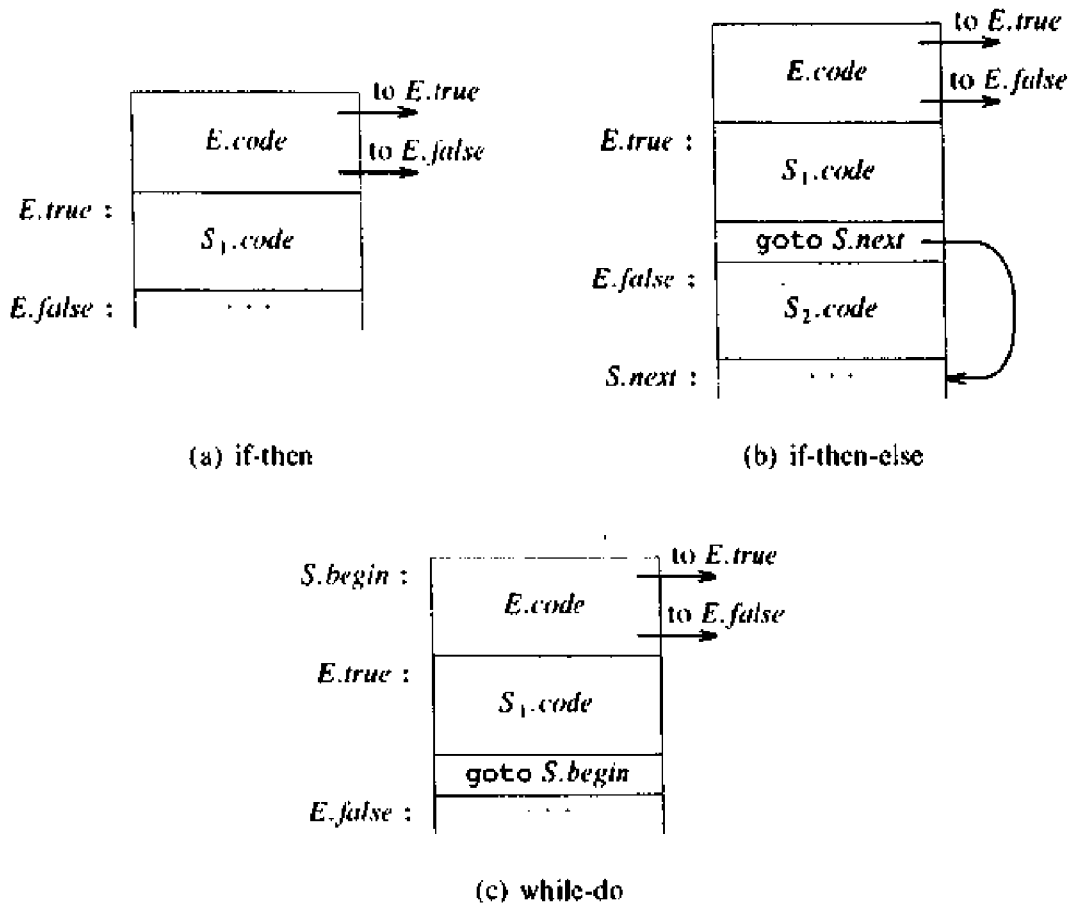 to E.true
E.code
to E.false
E.true :
S₁.code
E.false :
. . .
(a) if-then
to E.true
E.code
to E.false
E.true :
S₁.code
goto S.next
E.false :
S₂.code
S.next :
. . .
(b) if-then-else
S.begin :
to E.true
E.code
to E.false
E.true :
S₁.code
goto S.begin
E.false :
. . .
(c) while-do